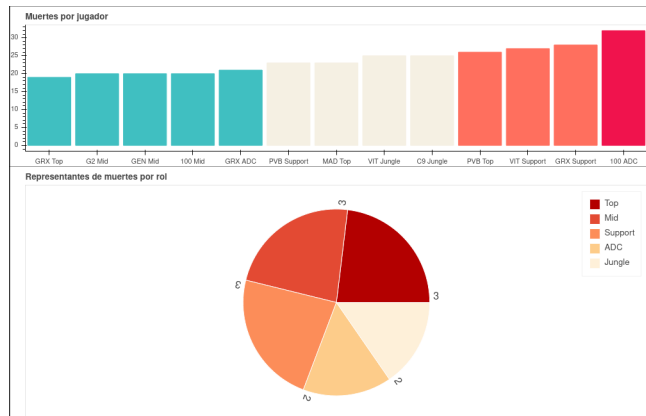 Muertes por jugador
30
25
20
15
10
5
0
GRX Top G2 Mid GEN Mid 100 Mid GRX ADC PVB Support MAD Top VIT Jungle C9 Jungle PVB Top VIT Support GRX Support 100 ADC
Representantes de muertes por rol
Top
Mid
Support
ADC
Jungle
3
3
3
2
2